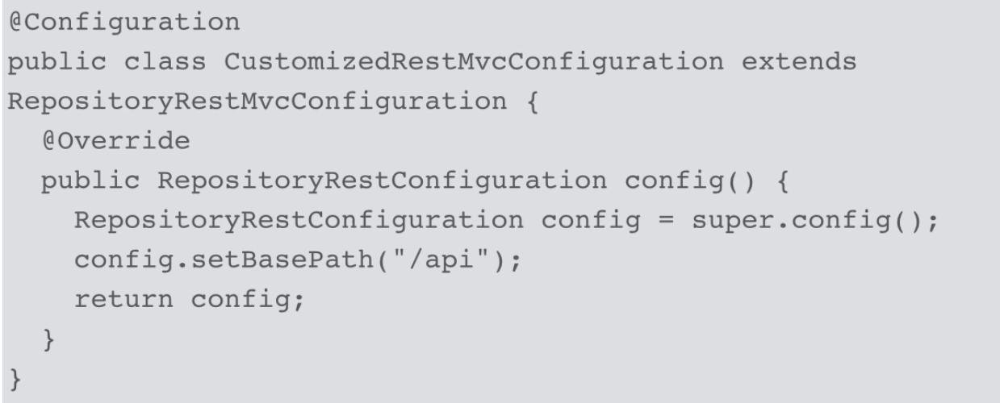 @Configuration
public class CustomizedRestMvcConfiguration extends
RepositoryRestMvcConfiguration {
  @Override
  public RepositoryRestConfiguration config() {
    RepositoryRestConfiguration config = super.config();
    config.setBasePath("/api");
    return config;
  }
}